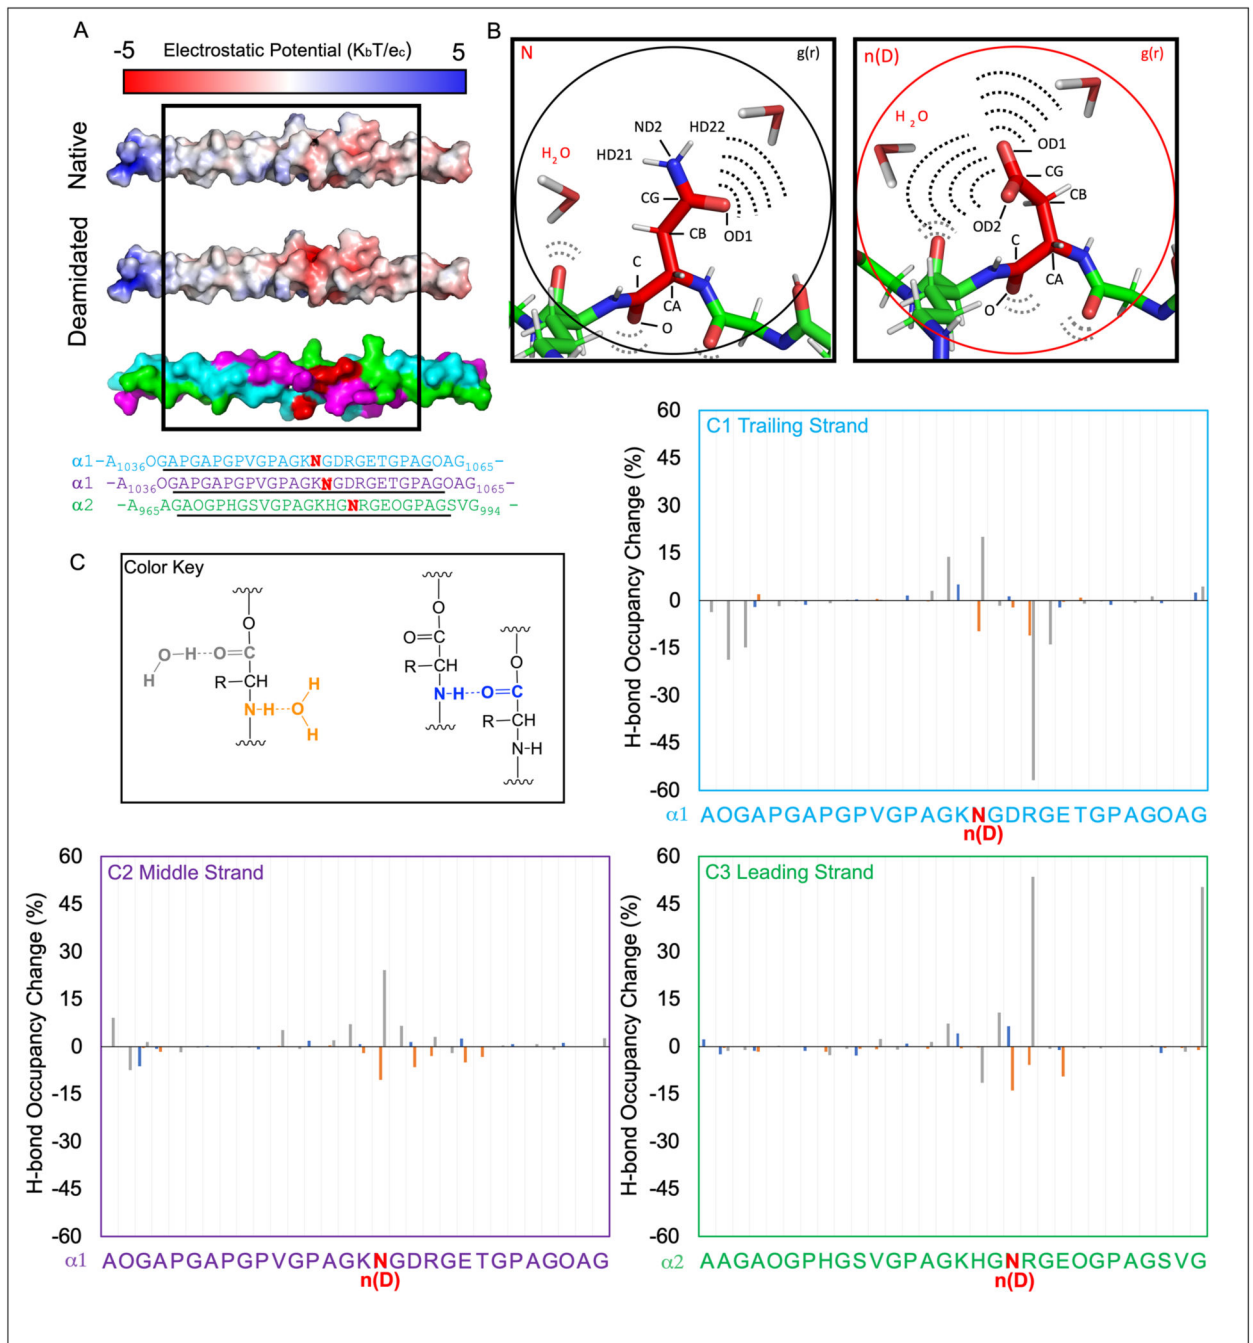 A
-5 Electrostatic Potential (KbT/ec) 5
Native
Deamidated
α1-A1036OGAPGAPGPVGPAGKNGDRGETGPAGOAG1065-
α1-A1036OGAPGAPGPVGPAGKNGDRGETGPAGOAG1065-
α2 -A965AGAOGPHGSVGPAGKHGNRGEOGPAGSVG994 -
B
N g(r)
ND2 HD22
H2O HD21
CG
CB OD1
C
CA
O
n(D) g(r)
H2O
OD1
CG
CB
OD2
C
CA
O
C
Color Key
O
O
H-H O=C
O
R CH
H
N-H O
H
O
O=C
R CH
N-H O=C
O
R CH
N-H
C1 Trailing Strand
H-bond Occupancy Change (%)
60
45
30
15
0
-15
-30
-45
-60
α1 AOGAPGAPGPVGPAGKNGDRGETGPAGOAG
n(D)
C2 Middle Strand
H-bond Occupancy Change (%)
60
45
30
15
0
-15
-30
-45
-60
α1 AOGAPGAPGPVGPAGKNGDRGETGPAGOAG
n(D)
C3 Leading Strand
H-bond Occupancy Change (%)
60
45
30
15
0
-15
-30
-45
-60
α2 AAGAOGPHGSVGPAGKHGNRGEOGPAGSVG
n(D)